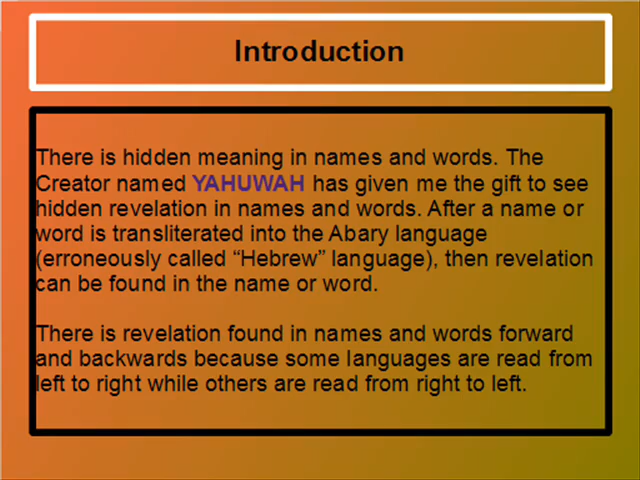 Introduction
There is hidden meaning in names and words. The
Creator named YAHUWAH has given me the gift to see
hidden revelation in names and words. After a name or
word is transliterated into the Abary language
(erroneously called “Hebrew” language), then revelation
can be found in the name or word.
There is revelation found in names and words forward
and backwards because some languages are read from
left to right while others are read from right to left.